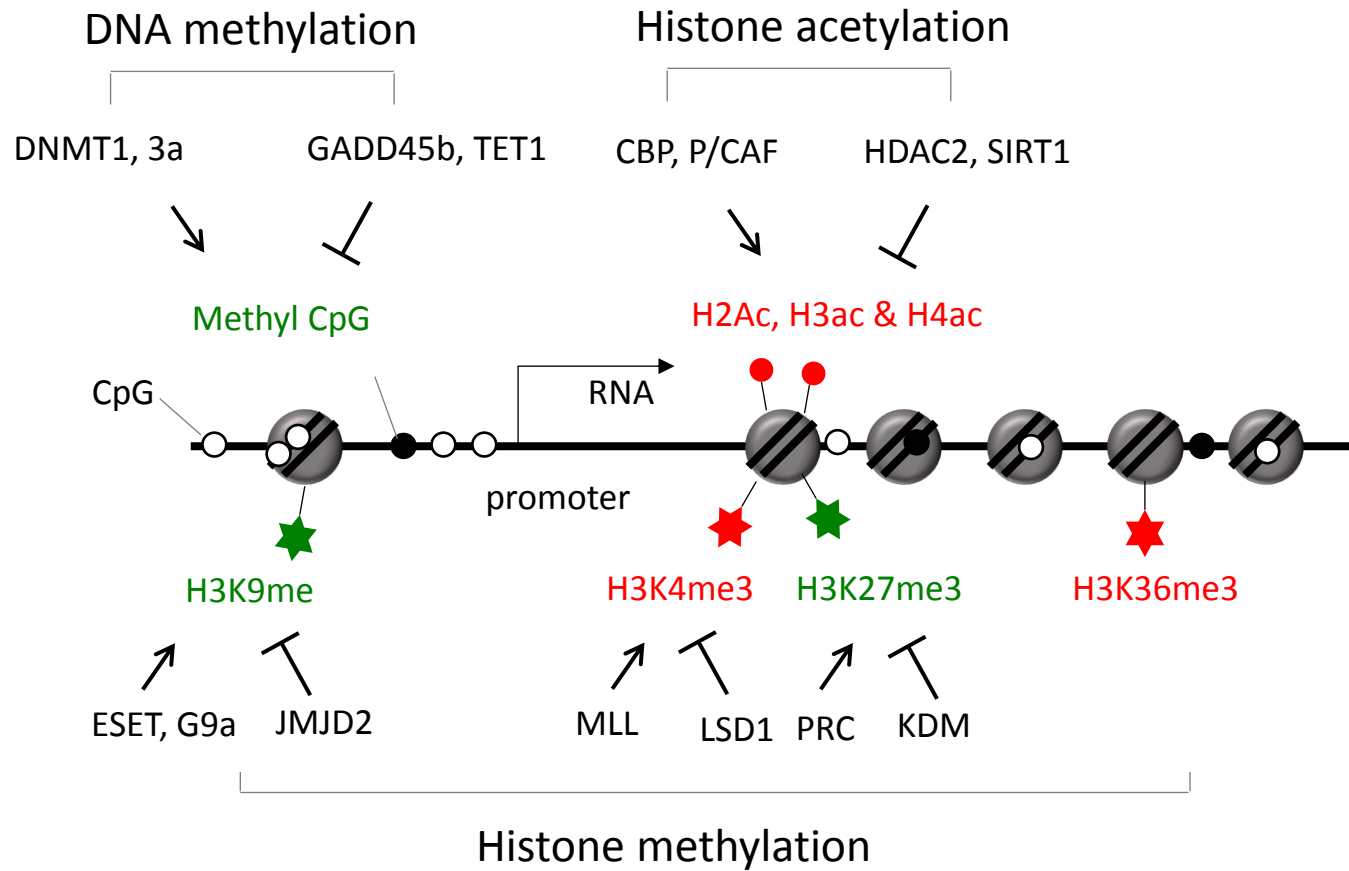 DNA methylation
Histone acetylation
DNMT1, 3a
GADD45b, TET1
CBP, P/CAF
HDAC2, SIRT1
Methyl CpG
H2Ac, H3ac & H4ac
CpG
RNA
promoter
H3K9me
H3K4me3
H3K27me3
H3K36me3
ESET, G9a
JMJD2
MLL
LSD1
PRC
KDM
Histone methylation